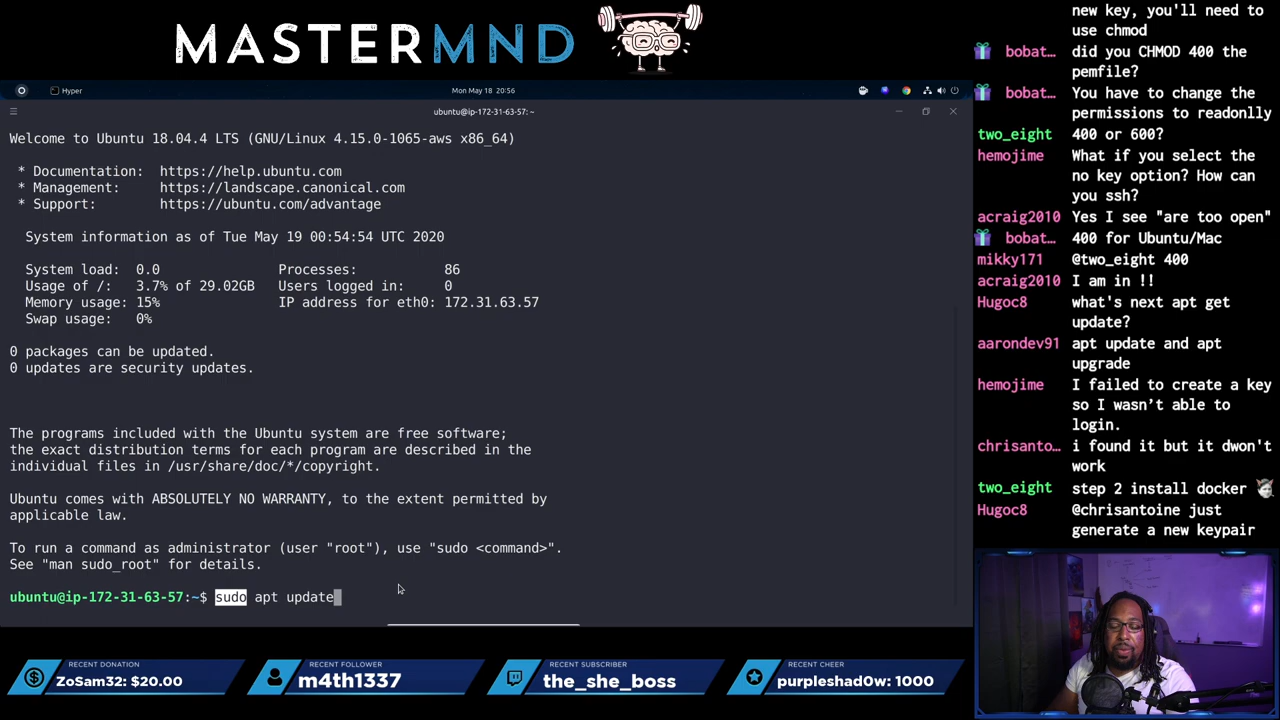 MASTERMND
Hyper
Mon May 18 20:56
ubuntu@ip-172-31-63-57: ~
Welcome to Ubuntu 18.04.4 LTS (GNU/Linux 4.15.0-1065-aws x86_64)
* Documentation: https://help.ubuntu.com
* Management: https://landscape.canonical.com
* Support: https://ubuntu.com/advantage
System information as of Tue May 19 00:54:54 UTC 2020
System load: 0.0 Processes: 86
Usage of /: 3.7% of 29.02GB Users logged in: 0
Memory usage: 15% IP address for eth0: 172.31.63.57
Swap usage: 0%
0 packages can be updated.
0 updates are security updates.
The programs included with the Ubuntu system are free software;
the exact distribution terms for each program are described in the
individual files in /usr/share/doc/*/copyright.
Ubuntu comes with ABSOLUTELY NO WARRANTY, to the extent permitted by
applicable law.
To run a command as administrator (user "root"), use "sudo <command>".
See "man sudo_root" for details.
ubuntu@ip-172-31-63-57:~$ sudo apt update
new key, you'll need to
use chmod
bobat… did you CHMOD 400 the
pemfile?
bobat… You have to change the
permissions to readonlly
two_eight 400 or 600?
hemojime What if you select the
no key option? How can
you ssh?
acraig2010 Yes I see "are too open"
bobat… 400 for Ubuntu/Mac
mikky171 @two_eight 400
acraig2010 I am in !!
Hugoc8 what's next apt get
update?
aarondev91 apt update and apt
upgrade
hemojime I failed to create a key
so I wasn't able to
login.
chrisanto… i found it but it dwon't
work
two_eight step 2 install docker
Hugoc8 @chrisantoine just
generate a new keypair
RECENT DONATION
ZoSam32: $20.00
RECENT FOLLOWER
m4th1337
RECENT SUBSCRIBER
the_she_boss
RECENT CHEER
purpleshad0w: 1000